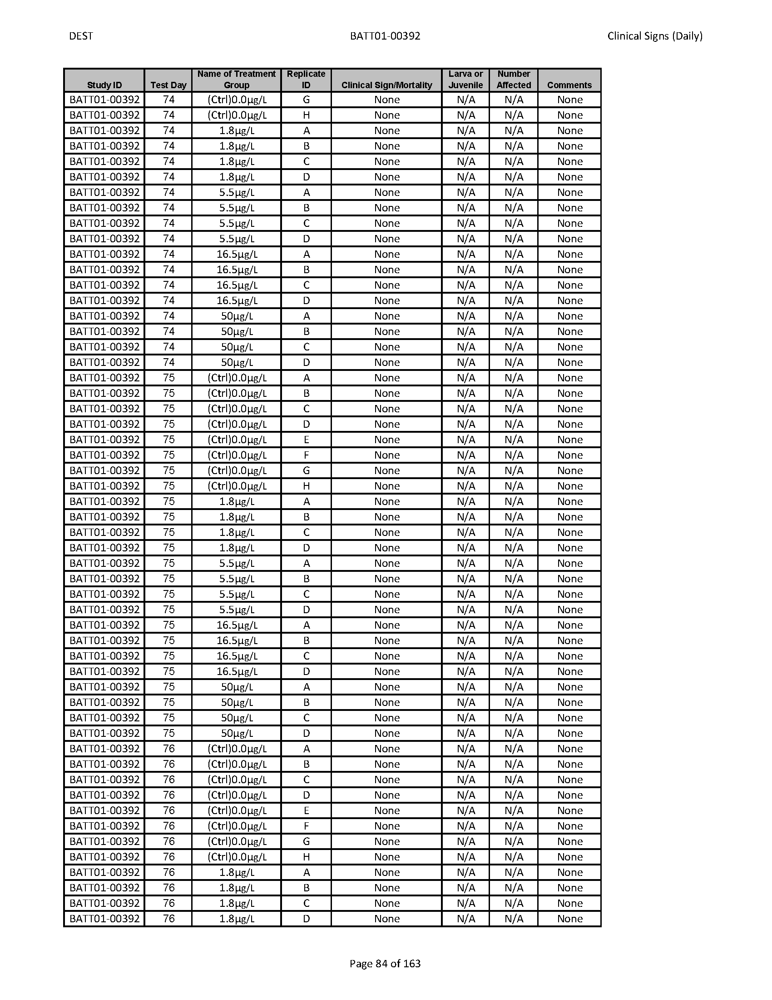 DEST BATT01-00392 Clinical Signs (Daily)
Study ID Test Day Name of Treatment Group Replicate ID Clinical Sign/Mortality Larva or Juvenile Number Affected Comments
BATT01-00392 74 (Ctrl)0.0µg/L G None N/A N/A None
BATT01-00392 74 (Ctrl)0.0µg/L H None N/A N/A None
BATT01-00392 74 1.8µg/L A None N/A N/A None
BATT01-00392 74 1.8µg/L B None N/A N/A None
BATT01-00392 74 1.8µg/L C None N/A N/A None
BATT01-00392 74 1.8µg/L D None N/A N/A None
BATT01-00392 74 5.5µg/L A None N/A N/A None
BATT01-00392 74 5.5µg/L B None N/A N/A None
BATT01-00392 74 5.5µg/L C None N/A N/A None
BATT01-00392 74 5.5µg/L D None N/A N/A None
BATT01-00392 74 16.5µg/L A None N/A N/A None
BATT01-00392 74 16.5µg/L B None N/A N/A None
BATT01-00392 74 16.5µg/L C None N/A N/A None
BATT01-00392 74 16.5µg/L D None N/A N/A None
BATT01-00392 74 50µg/L A None N/A N/A None
BATT01-00392 74 50µg/L B None N/A N/A None
BATT01-00392 74 50µg/L C None N/A N/A None
BATT01-00392 74 50µg/L D None N/A N/A None
BATT01-00392 75 (Ctrl)0.0µg/L A None N/A N/A None
BATT01-00392 75 (Ctrl)0.0µg/L B None N/A N/A None
BATT01-00392 75 (Ctrl)0.0µg/L C None N/A N/A None
BATT01-00392 75 (Ctrl)0.0µg/L D None N/A N/A None
BATT01-00392 75 (Ctrl)0.0µg/L E None N/A N/A None
BATT01-00392 75 (Ctrl)0.0µg/L F None N/A N/A None
BATT01-00392 75 (Ctrl)0.0µg/L G None N/A N/A None
BATT01-00392 75 (Ctrl)0.0µg/L H None N/A N/A None
BATT01-00392 75 1.8µg/L A None N/A N/A None
BATT01-00392 75 1.8µg/L B None N/A N/A None
BATT01-00392 75 1.8µg/L C None N/A N/A None
BATT01-00392 75 1.8µg/L D None N/A N/A None
BATT01-00392 75 5.5µg/L A None N/A N/A None
BATT01-00392 75 5.5µg/L B None N/A N/A None
BATT01-00392 75 5.5µg/L C None N/A N/A None
BATT01-00392 75 5.5µg/L D None N/A N/A None
BATT01-00392 75 16.5µg/L A None N/A N/A None
BATT01-00392 75 16.5µg/L B None N/A N/A None
BATT01-00392 75 16.5µg/L C None N/A N/A None
BATT01-00392 75 16.5µg/L D None N/A N/A None
BATT01-00392 75 50µg/L A None N/A N/A None
BATT01-00392 75 50µg/L B None N/A N/A None
BATT01-00392 75 50µg/L C None N/A N/A None
BATT01-00392 75 50µg/L D None N/A N/A None
BATT01-00392 76 (Ctrl)0.0µg/L A None N/A N/A None
BATT01-00392 76 (Ctrl)0.0µg/L B None N/A N/A None
BATT01-00392 76 (Ctrl)0.0µg/L C None N/A N/A None
BATT01-00392 76 (Ctrl)0.0µg/L D None N/A N/A None
BATT01-00392 76 (Ctrl)0.0µg/L E None N/A N/A None
BATT01-00392 76 (Ctrl)0.0µg/L F None N/A N/A None
BATT01-00392 76 (Ctrl)0.0µg/L G None N/A N/A None
BATT01-00392 76 (Ctrl)0.0µg/L H None N/A N/A None
BATT01-00392 76 1.8µg/L A None N/A N/A None
BATT01-00392 76 1.8µg/L B None N/A N/A None
BATT01-00392 76 1.8µg/L C None N/A N/A None
BATT01-00392 76 1.8µg/L D None N/A N/A None
Page 84 of 163